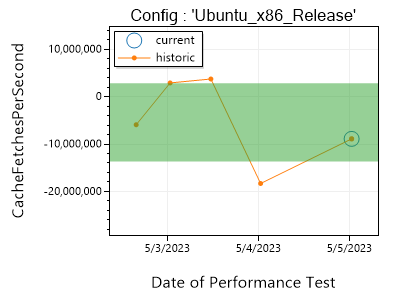 Config : 'Ubuntu_x86_Release'
current
historic
10,000,000
0
-10,000,000
-20,000,000
CacheFetchesPerSecond
5/3/2023
5/4/2023
5/5/2023
Date of Performance Test